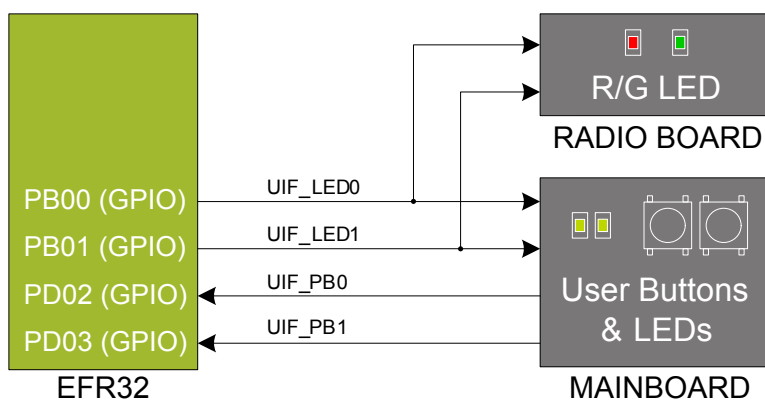 R/G LED
RADIO BOARD
PB00 (GPIO)
UIF_LED0
PB01 (GPIO)
UIF_LED1
PD02 (GPIO)
UIF_PB0
PD03 (GPIO)
UIF_PB1
User Buttons
& LEDs
EFR32
MAINBOARD